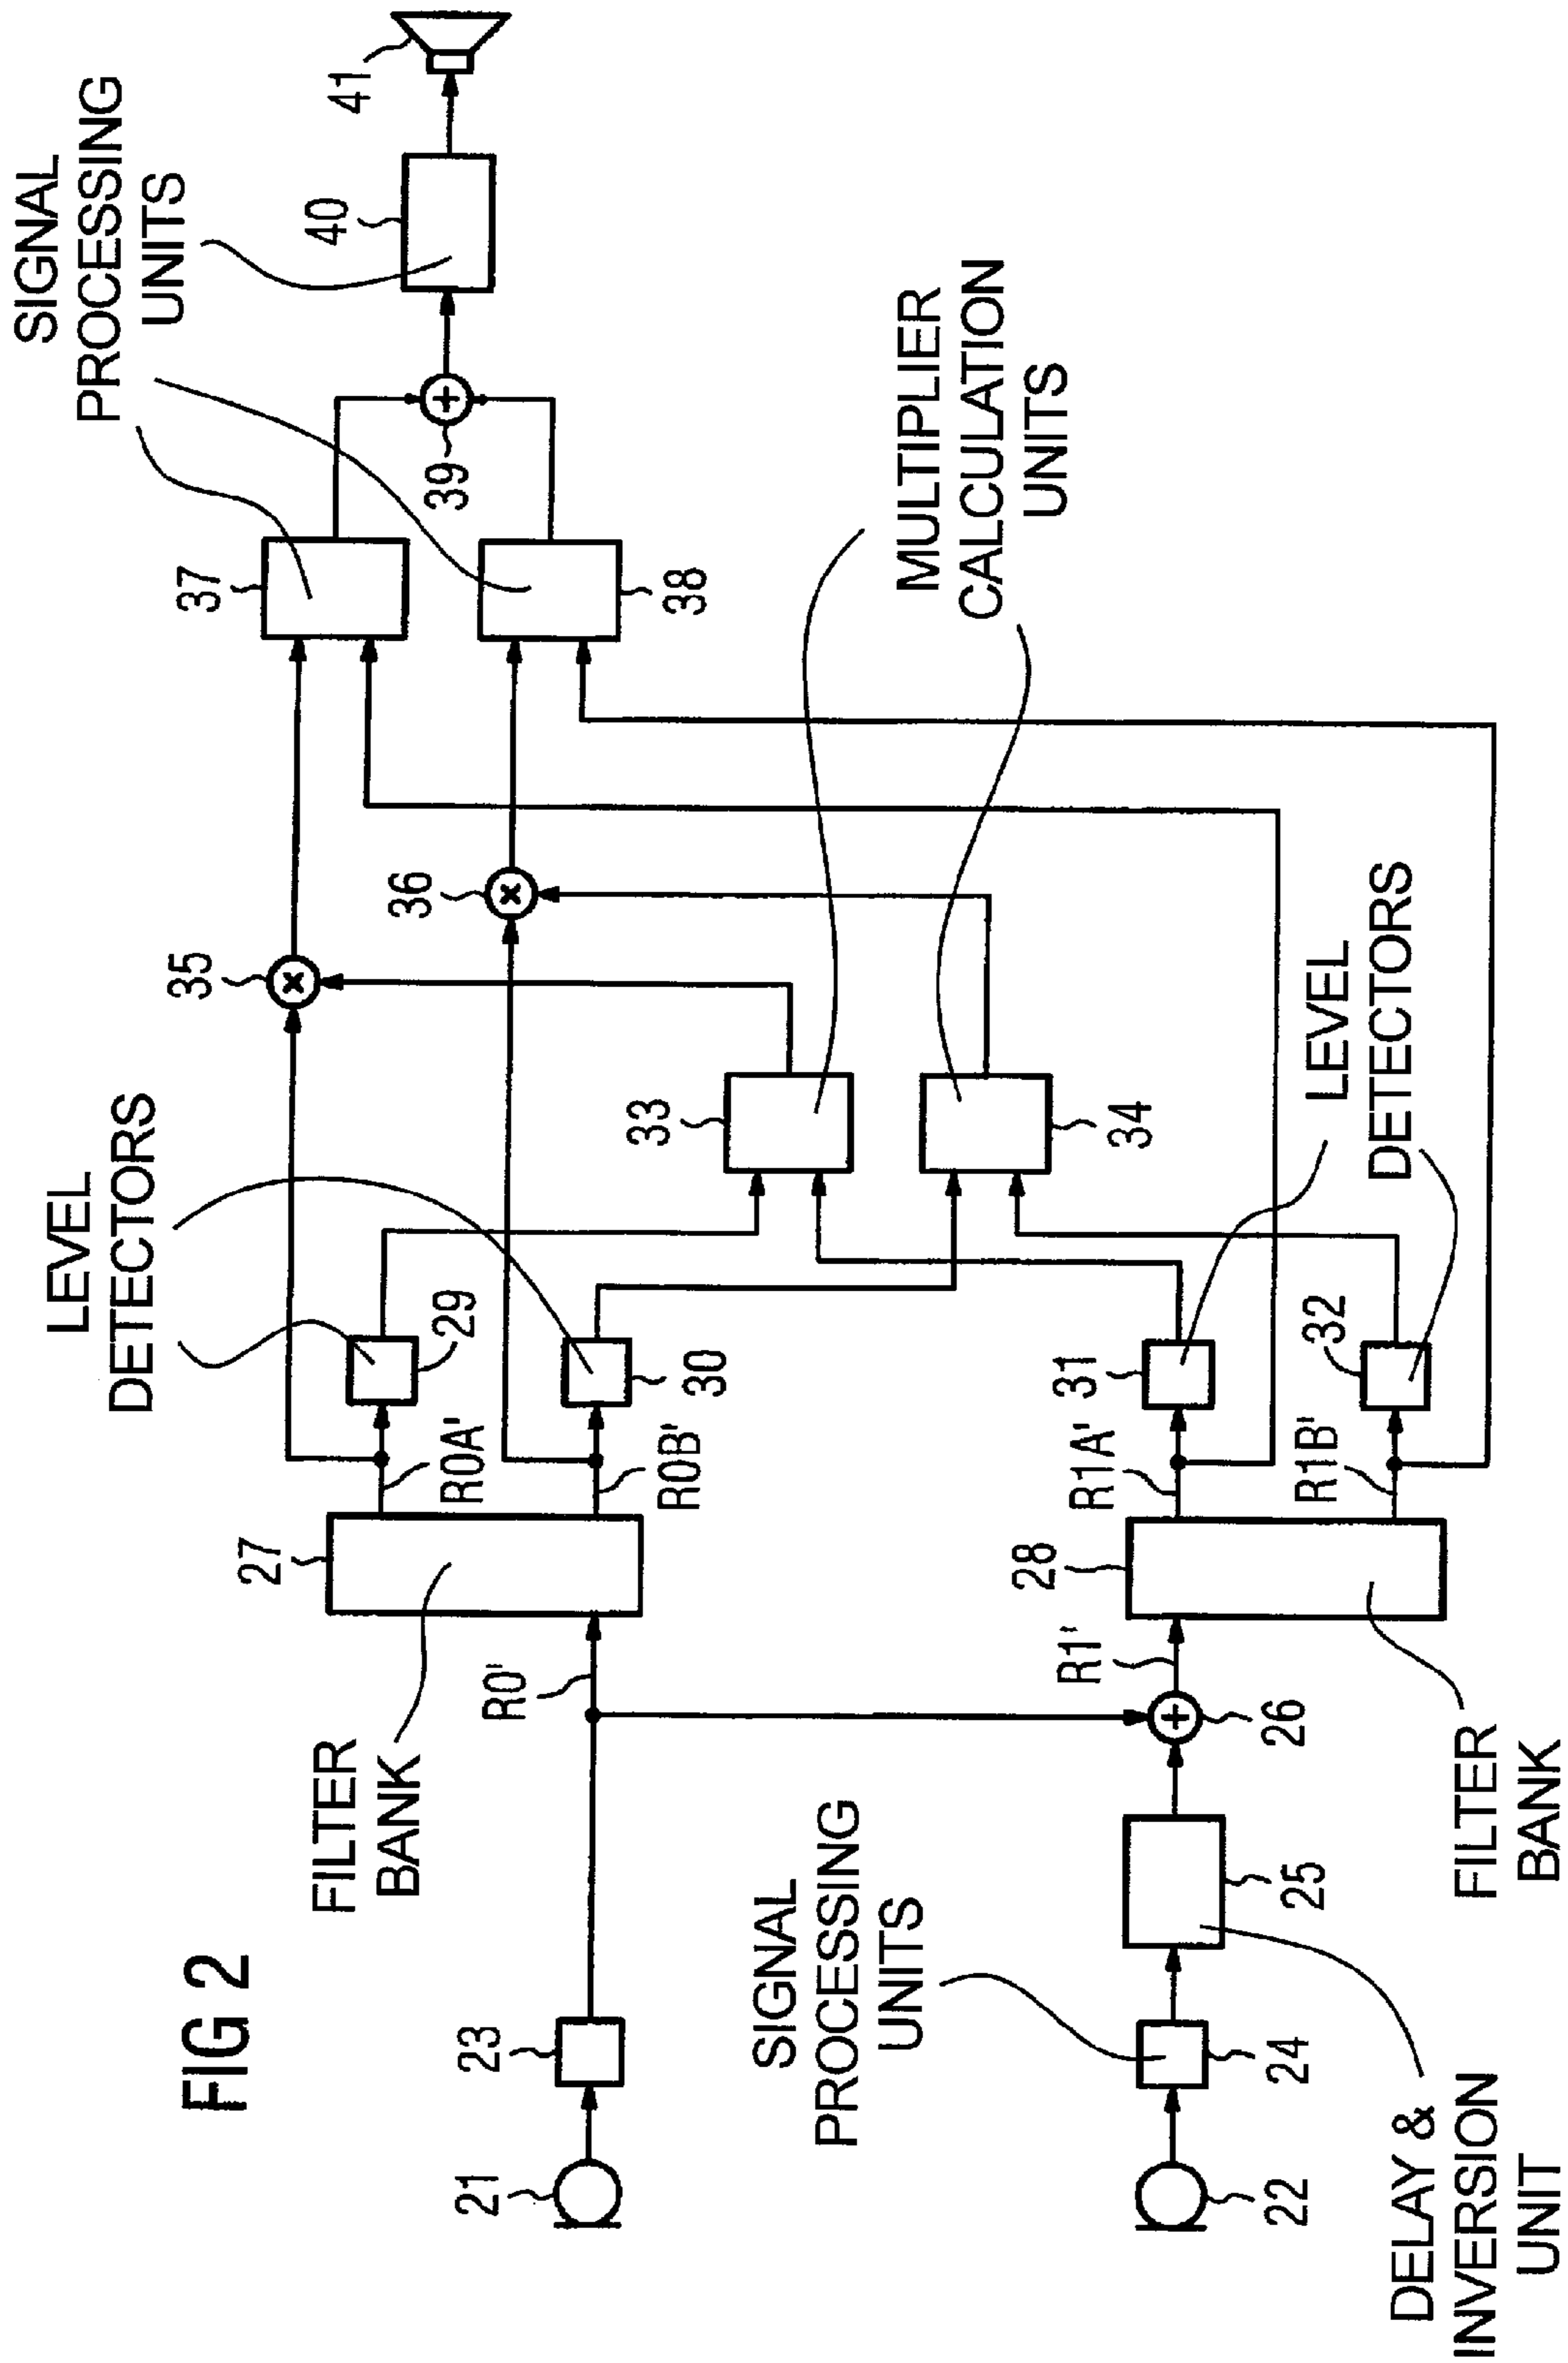 FIG 2
SIGNAL
PROCESSING
UNITS
LEVEL
DETECTORS
41
40
37
35
29
27
39
36
38
30
R0A'
R0B'
FILTER
BANK
23
21
R0'
MULTIPLIER
CALCULATION
UNITS
33
34
LEVEL
DETECTORS
SIGNAL
PROCESSING
UNITS
31
32
R1A'
R1B'
28
R1'
26
25
24
22
FILTER
BANK
DELAY &
INVERSION
UNIT